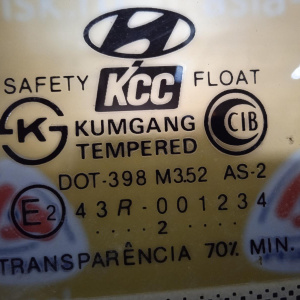 SAFETY KCC FLOAT
K KUMGANG CIB
TEMPERED
DOT-398 M352 AS-2
E2 43R-001234
....2....
TRANSPARÊNCIA 70% MIN.